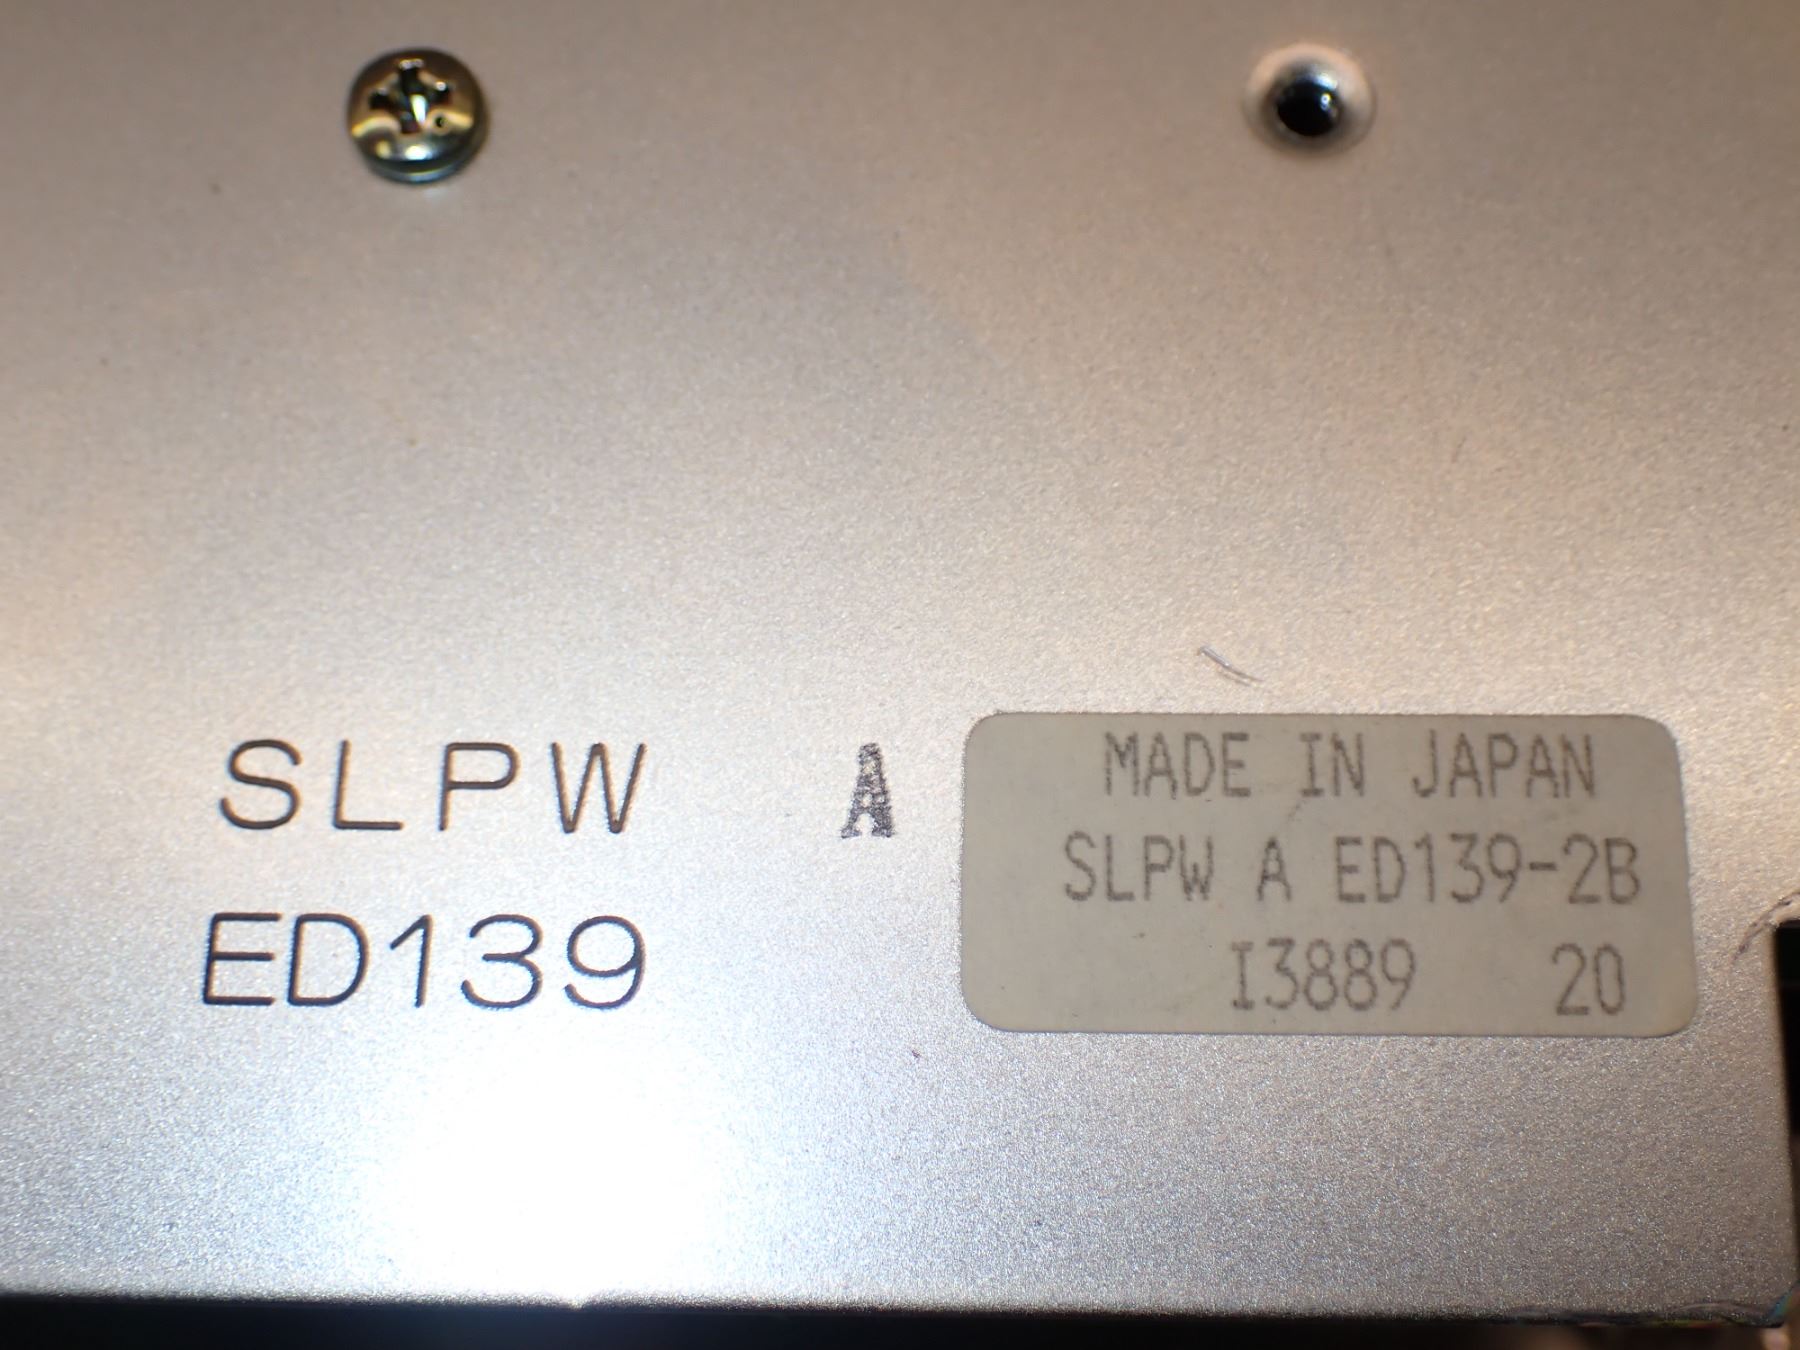 SLPW A
ED139
MADE IN JAPAN
SLPW A ED139-2B
I3889 20